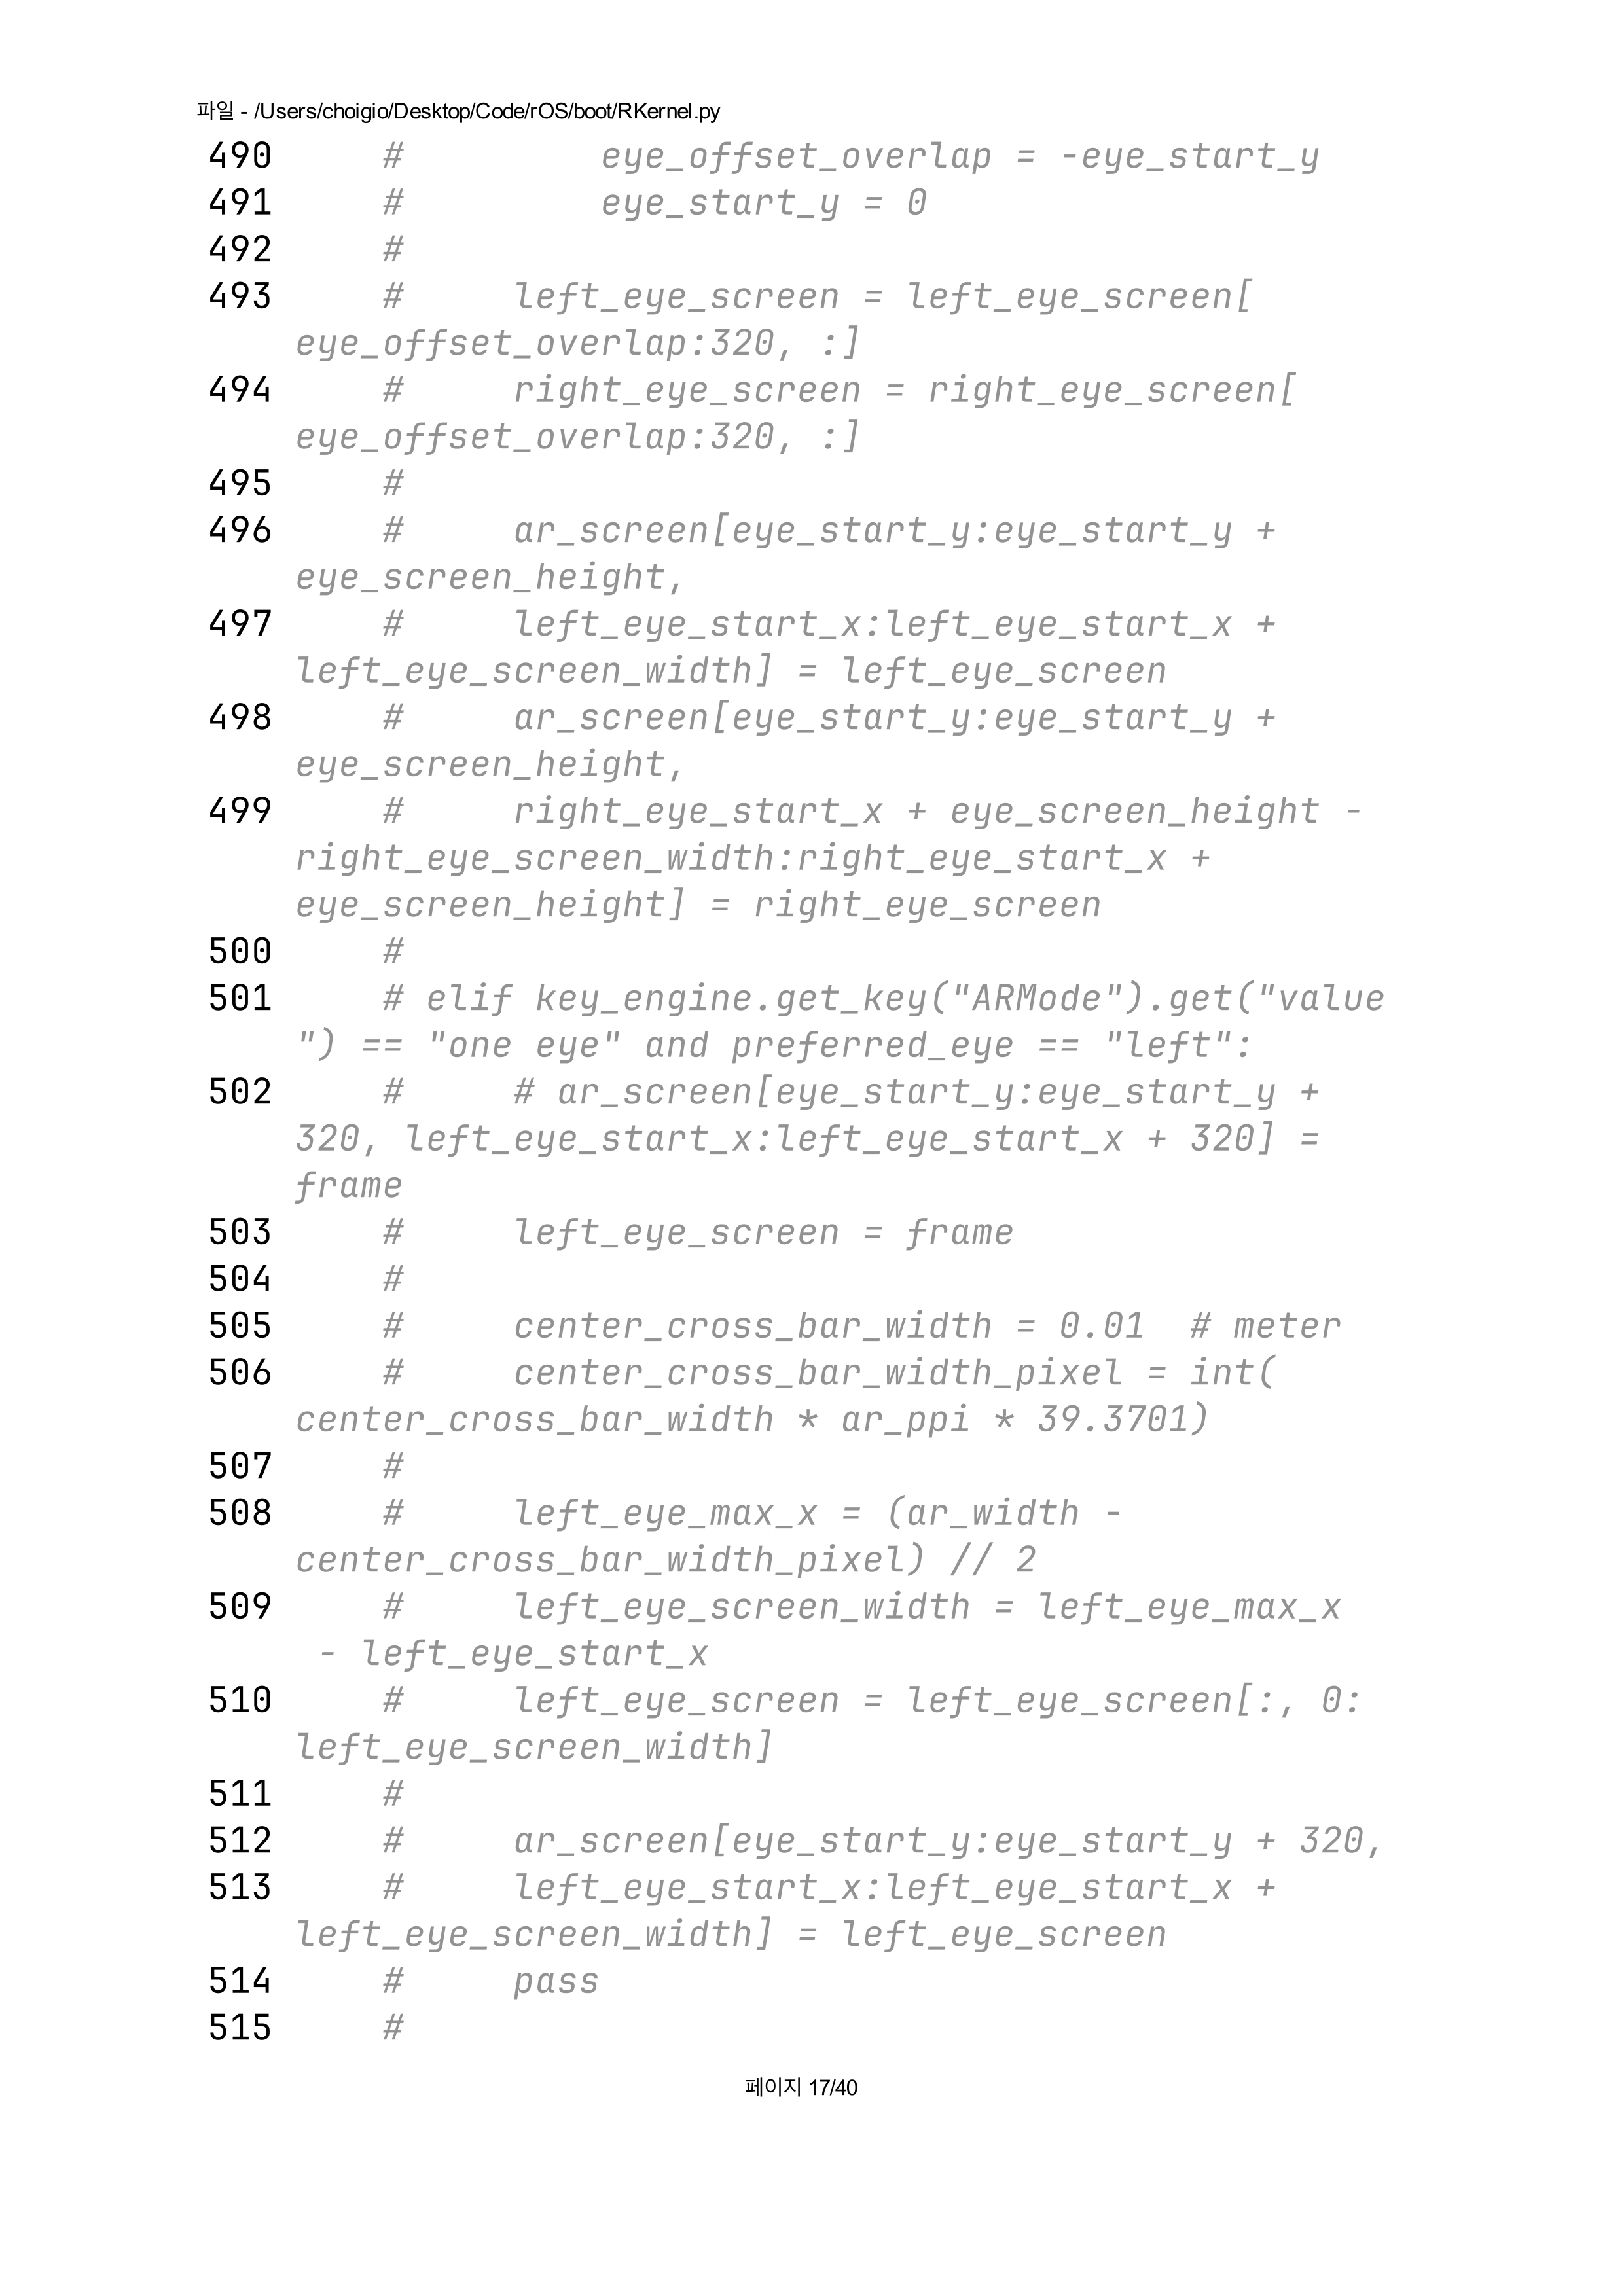 파일 - /Users/choigio/Desktop/Code/rOS/boot/RKernel.py
490     #         eye_offset_overlap = -eye_start_y
491     #         eye_start_y = 0
492     #
493     #     left_eye_screen = left_eye_screen[
eye_offset_overlap:320, :]
494     #     right_eye_screen = right_eye_screen[
eye_offset_overlap:320, :]
495     #
496     #     ar_screen[eye_start_y:eye_start_y +
eye_screen_height,
497     #     left_eye_start_x:left_eye_start_x +
left_eye_screen_width] = left_eye_screen
498     #     ar_screen[eye_start_y:eye_start_y +
eye_screen_height,
499     #     right_eye_start_x + eye_screen_height -
right_eye_screen_width:right_eye_start_x +
eye_screen_height] = right_eye_screen
500     #
501     # elif key_engine.get_key("ARMode").get("value
") == "one eye" and preferred_eye == "left":
502     #     # ar_screen[eye_start_y:eye_start_y +
320, left_eye_start_x:left_eye_start_x + 320] =
frame
503     #     left_eye_screen = frame
504     #
505     #     center_cross_bar_width = 0.01  # meter
506     #     center_cross_bar_width_pixel = int(
center_cross_bar_width * ar_ppi * 39.3701)
507     #
508     #     left_eye_max_x = (ar_width -
center_cross_bar_width_pixel) // 2
509     #     left_eye_screen_width = left_eye_max_x
 - left_eye_start_x
510     #     left_eye_screen = left_eye_screen[:, 0:
left_eye_screen_width]
511     #
512     #     ar_screen[eye_start_y:eye_start_y + 320,
513     #     left_eye_start_x:left_eye_start_x +
left_eye_screen_width] = left_eye_screen
514     #     pass
515     #
페이지 17/40